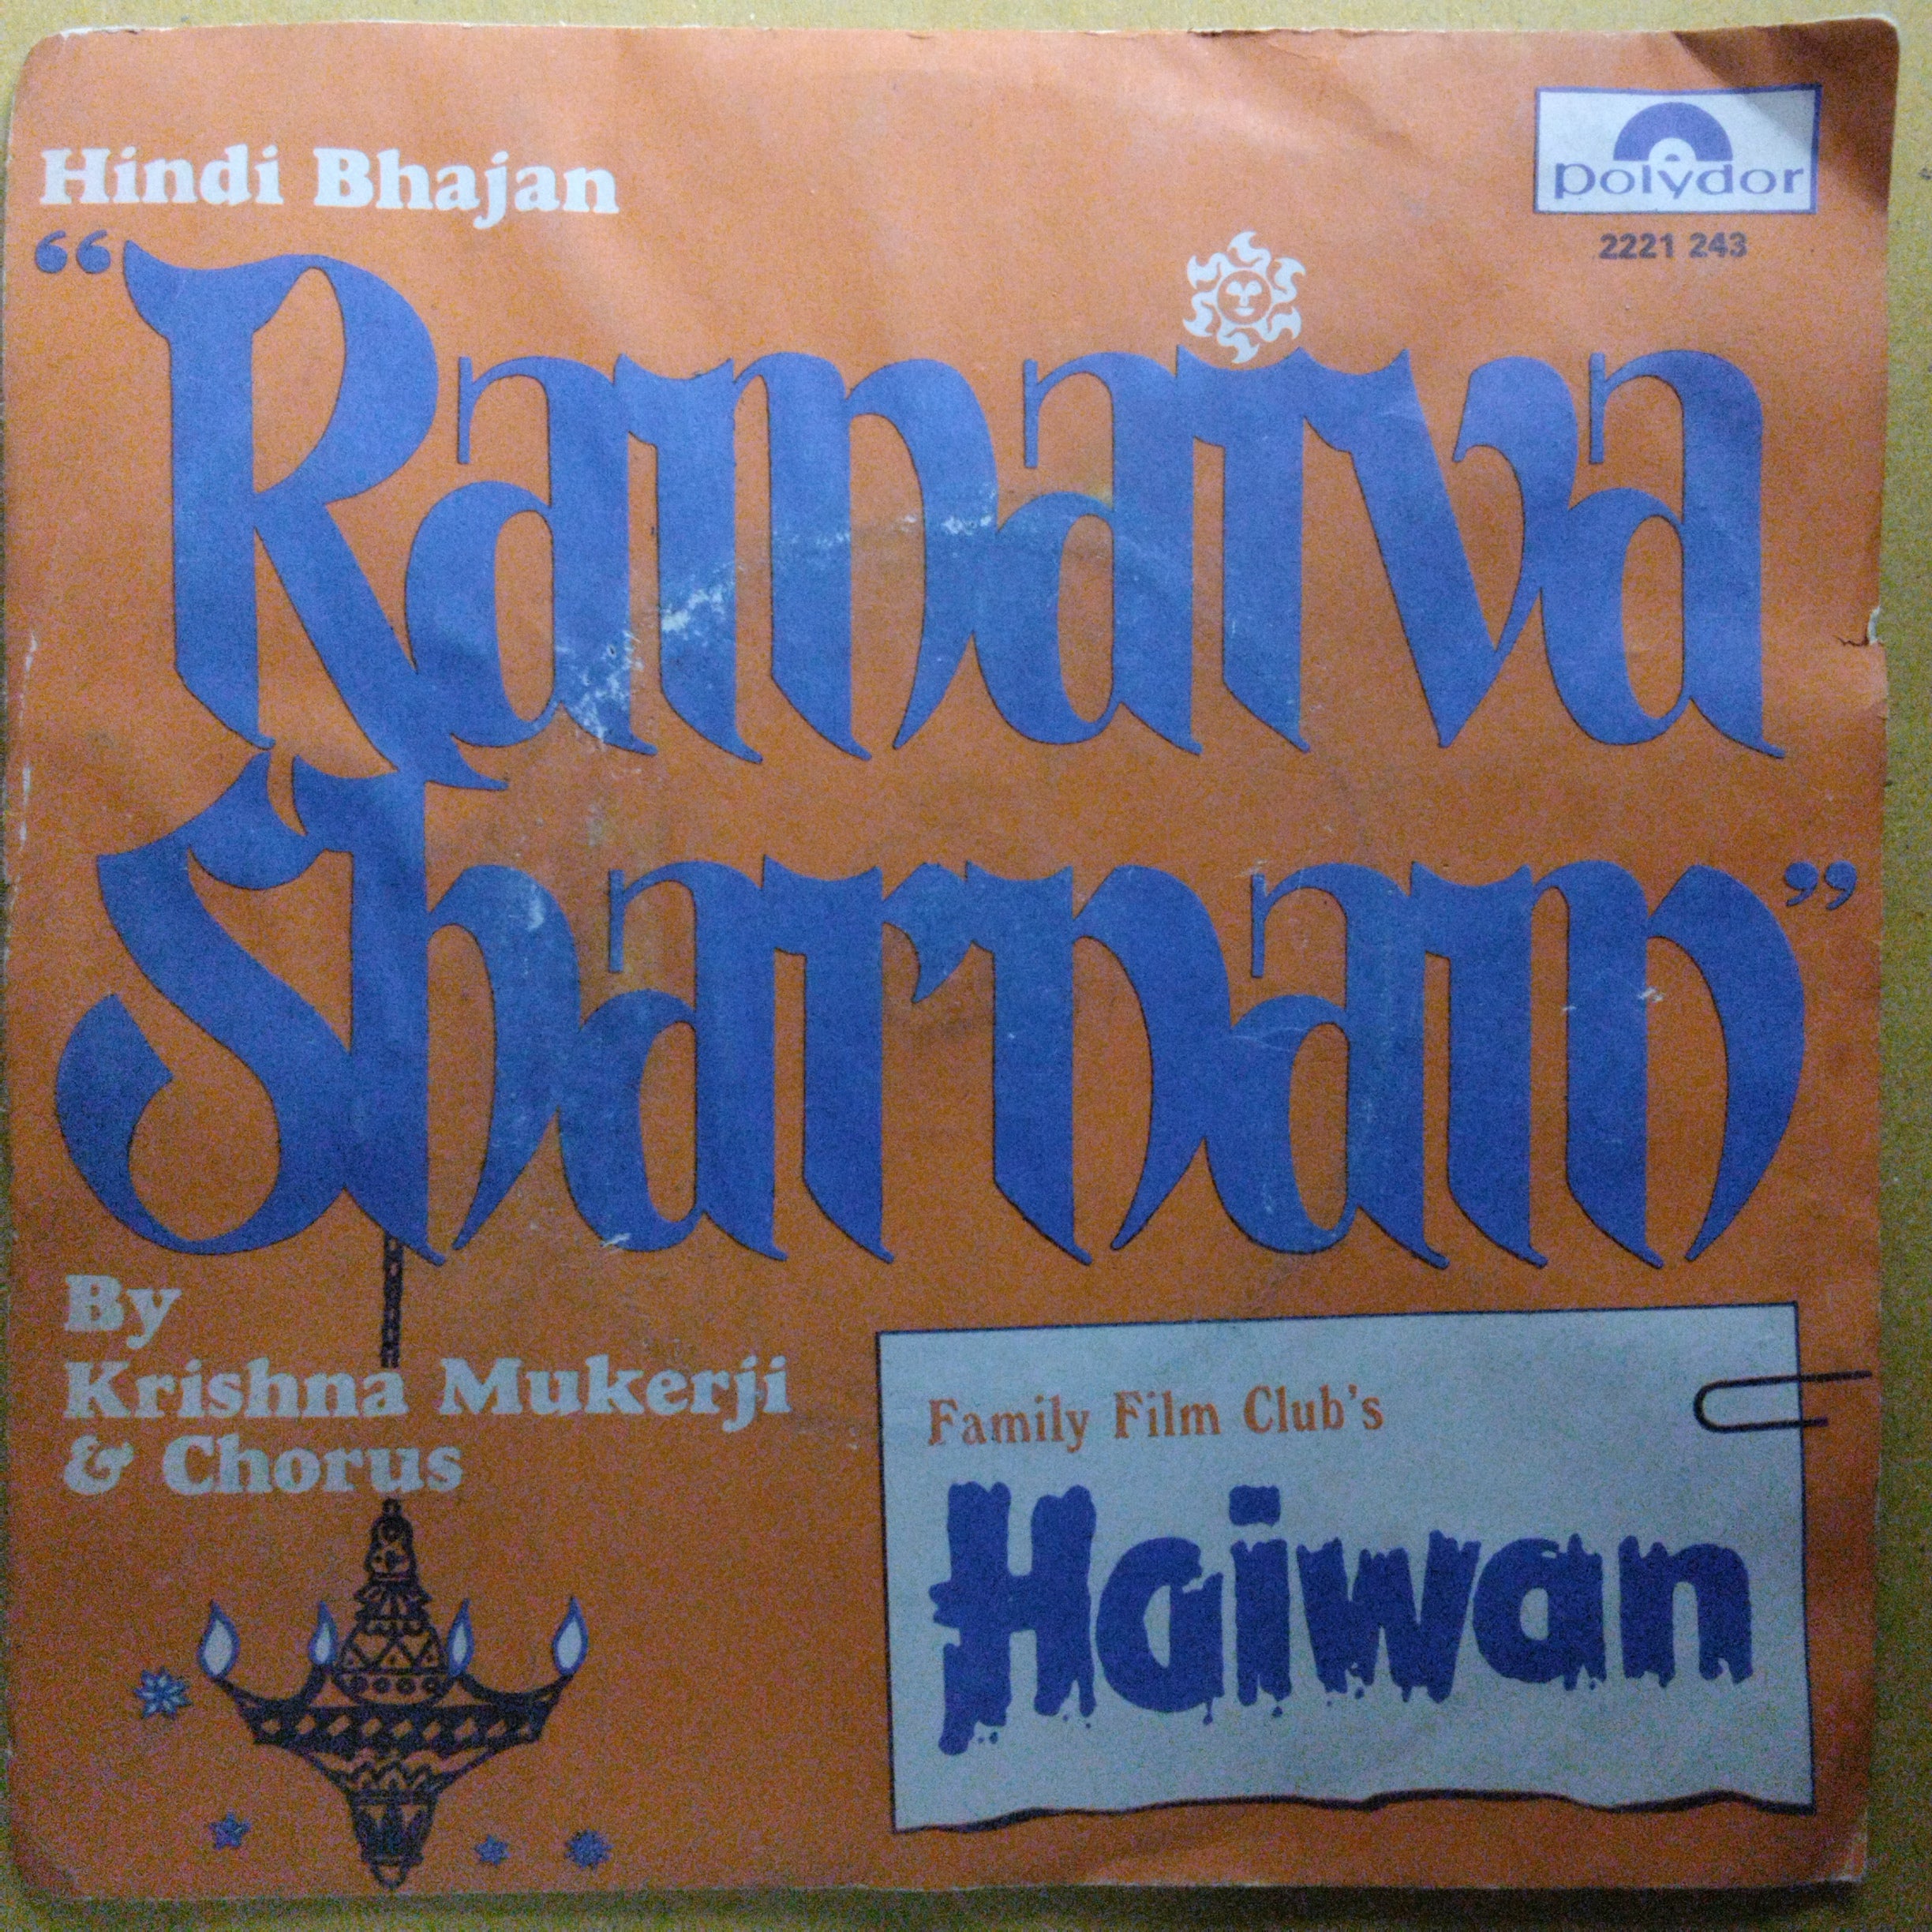 Hindi Bhajan
polydor
2221 243
“Ramaiva
Sharnam”
By
Krishna Mukerji
& Chorus
Family Film Club's
Haiwan